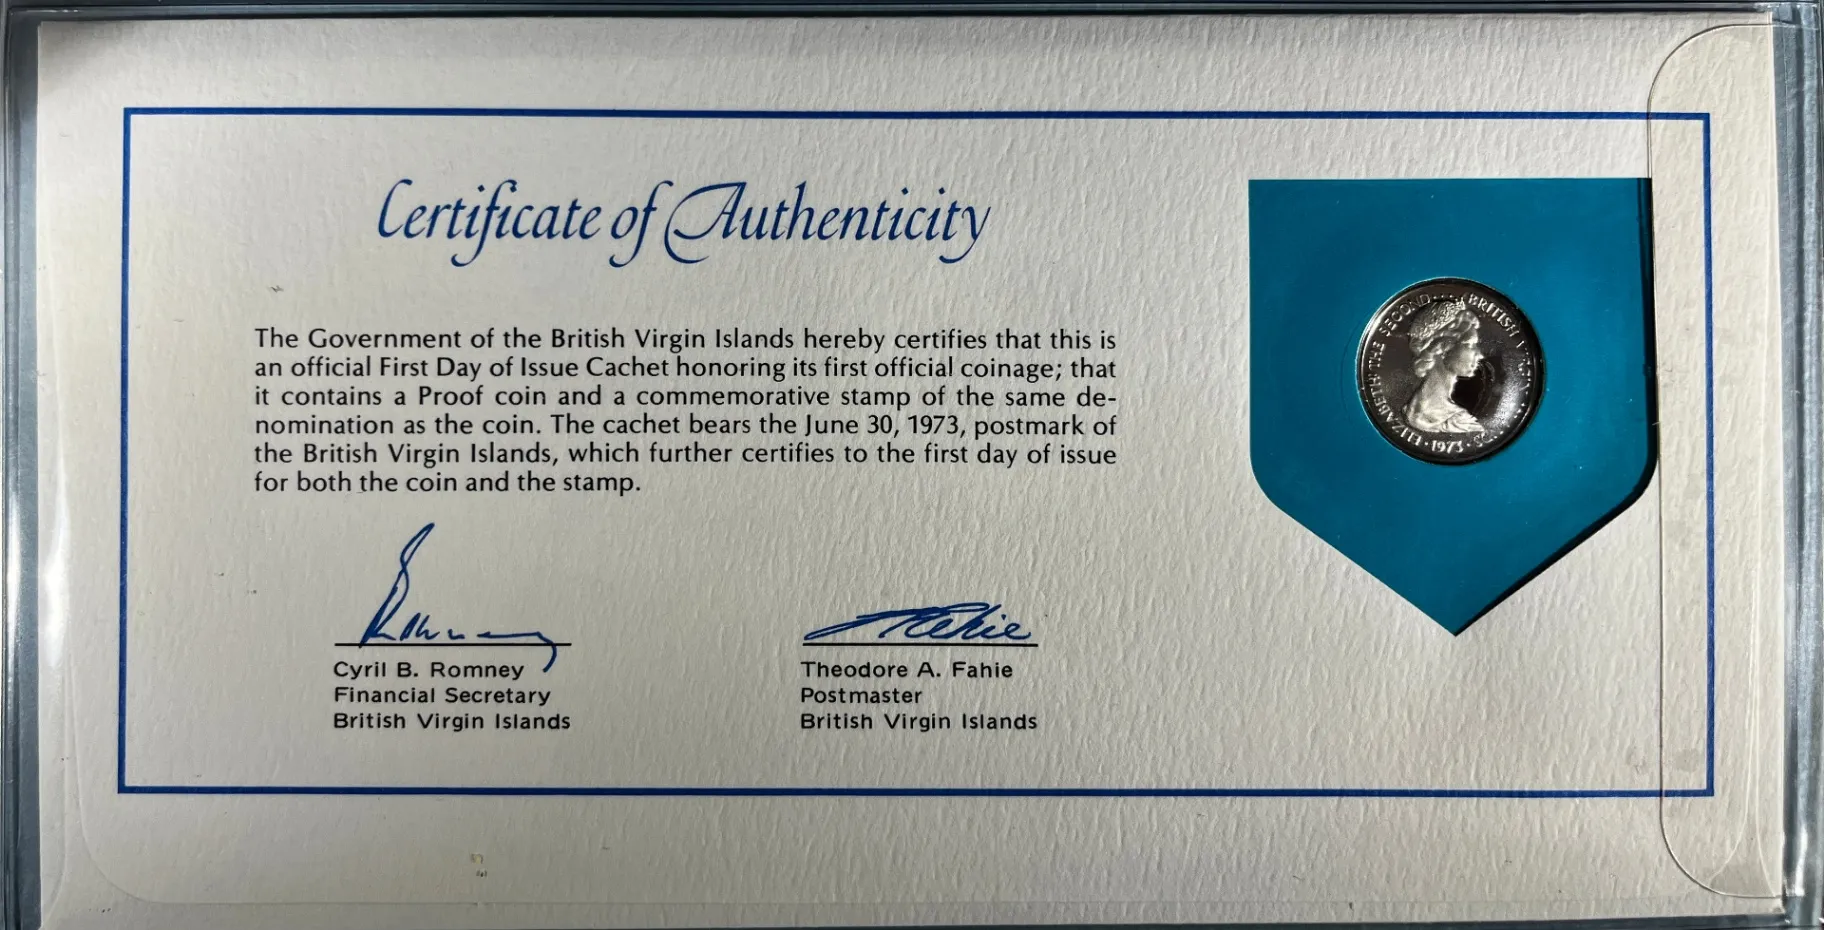 Certificate of Authenticity
The Government of the British Virgin Islands hereby certifies that this is
an official First Day of Issue Cachet honoring its first official coinage; that
it contains a Proof coin and a commemorative stamp of the same de-
nomination as the coin. The cachet bears the June 30, 1973, postmark of
the British Virgin Islands, which further certifies to the first day of issue
for both the coin and the stamp.
Cyril B. Romney
Financial Secretary
British Virgin Islands
Theodore A. Fahie
Postmaster
British Virgin Islands
ELIZABETH THE SECOND BRITISH
1973